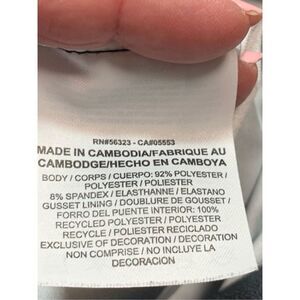 RN#56323 - CA#05553
MADE IN CAMBODIA/FABRIQUE AU
CAMBODGE/HECHO EN CAMBOYA
BODY / CORPS / CUERPO: 92% POLYESTER /
POLYESTER / POLIESTER
8% SPANDEX / ELASTHANNE / ELASTANO
GUSSET LINING / DOUBLURE DE GOUSSET /
FORRO DEL PUENTE INTERIOR: 100%
RECYCLED POLYESTER / POLYESTER
RECYCLE / POLIESTER RECICLADO
EXCLUSIVE OF DECORATION / DECORATION
NON COMPRISE / NO INCLUYE LA
DECORACION